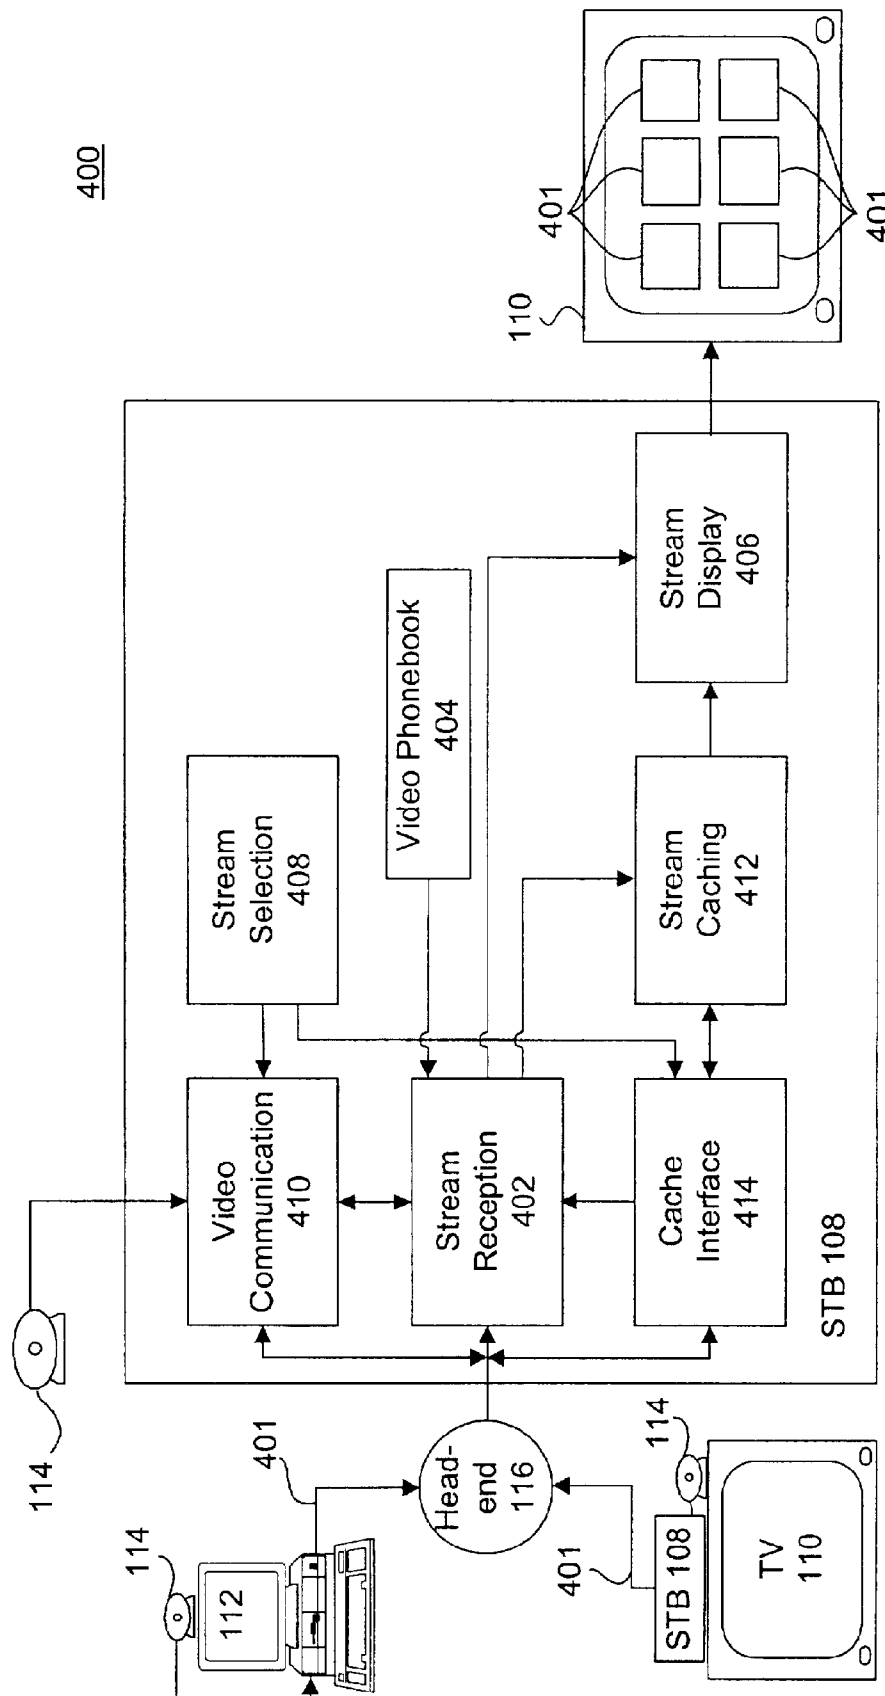 400
114
114
112
401
Head-
end
116
401
114
STB 108
TV
110
Video
Communication
410
Stream
Selection
408
Stream
Reception
402
Video Phonebook
404
Cache
Interface
414
Stream
Caching
412
Stream
Display
406
STB 108
110
401
401